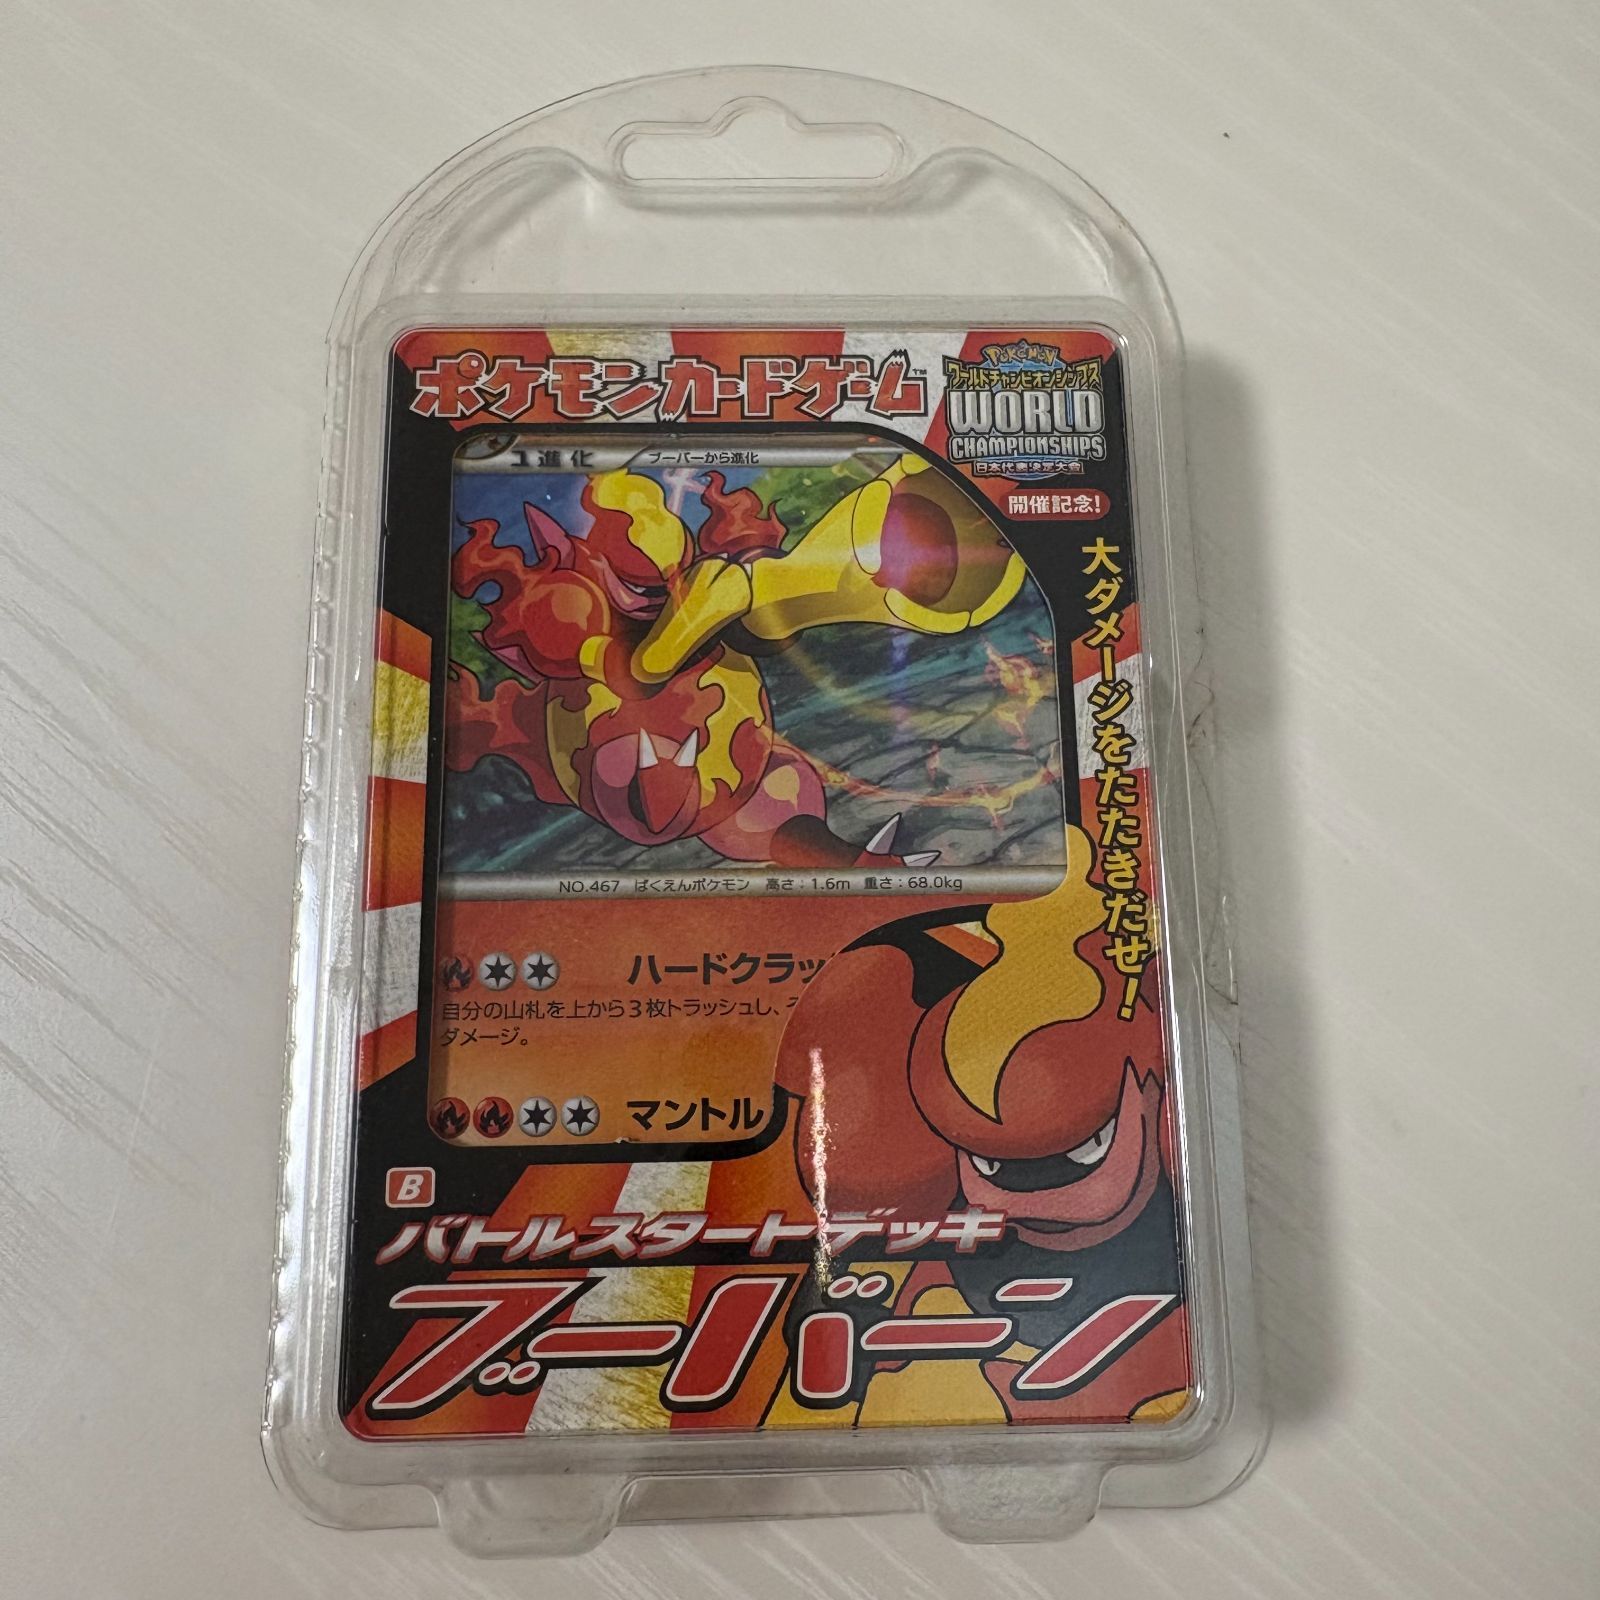 ポケモンカードゲーム™
POKéMON
ワールドチャンピオンシップス
WORLD
CHAMPIONSHIPS
日本代表決定大会
開催記念!
大ダメージをたたきだせ!
1進化
ブーバーから進化
NO.467 ばくえんポケモン 高さ:1.6m 重さ:68.0kg
ハードクラッ
自分の山札を上から3枚トラッシュし、そ
ダメージ。
マントル
B
バトルスタートデッキ
ブーバーン